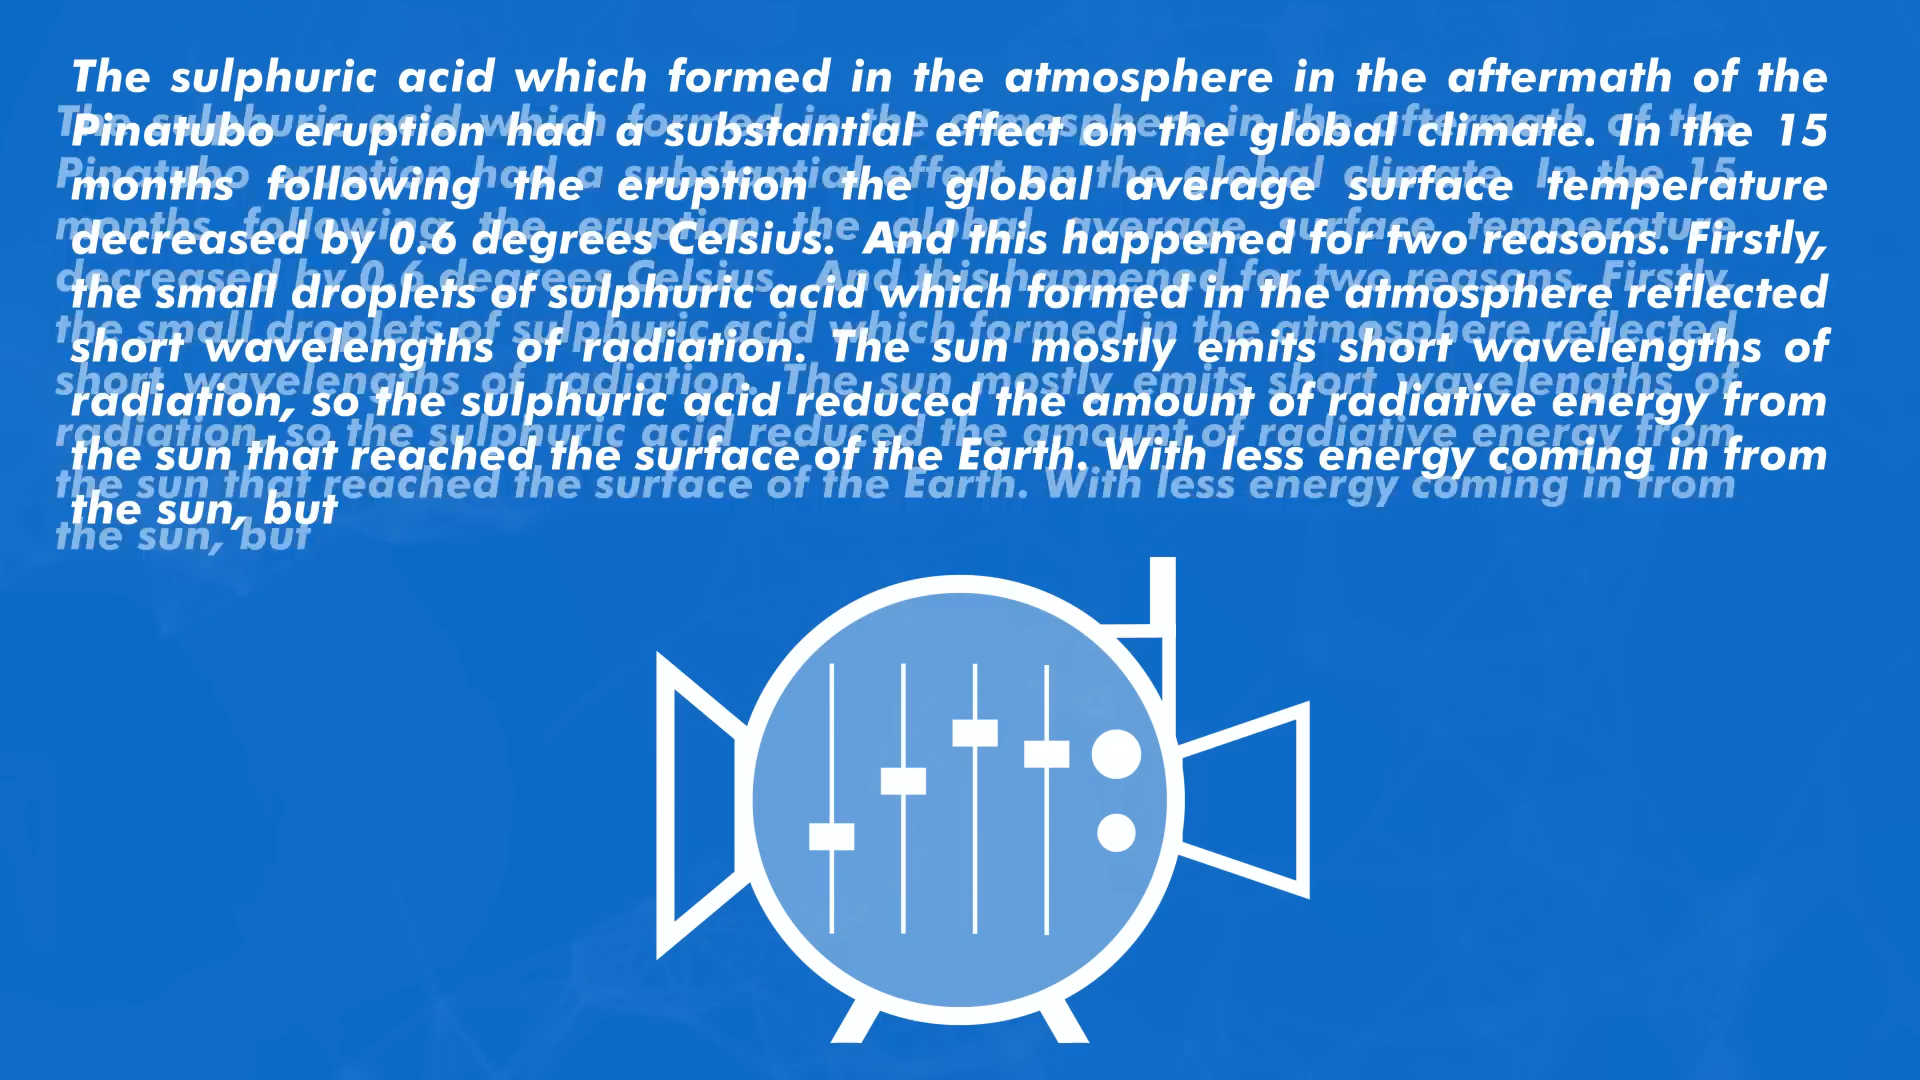 The sulphuric acid which formed in the atmosphere in the aftermath of the
Pinatubo eruption had a substantial effect on the global climate. In the 15
months following the eruption the global average surface temperature
decreased by 0.6 degrees Celsius. And this happened for two reasons. Firstly,
the small droplets of sulphuric acid which formed in the atmosphere reflected
short wavelengths of radiation. The sun mostly emits short wavelengths of
radiation, so the sulphuric acid reduced the amount of radiative energy from
the sun that reached the surface of the Earth. With less energy coming in from
the sun, but